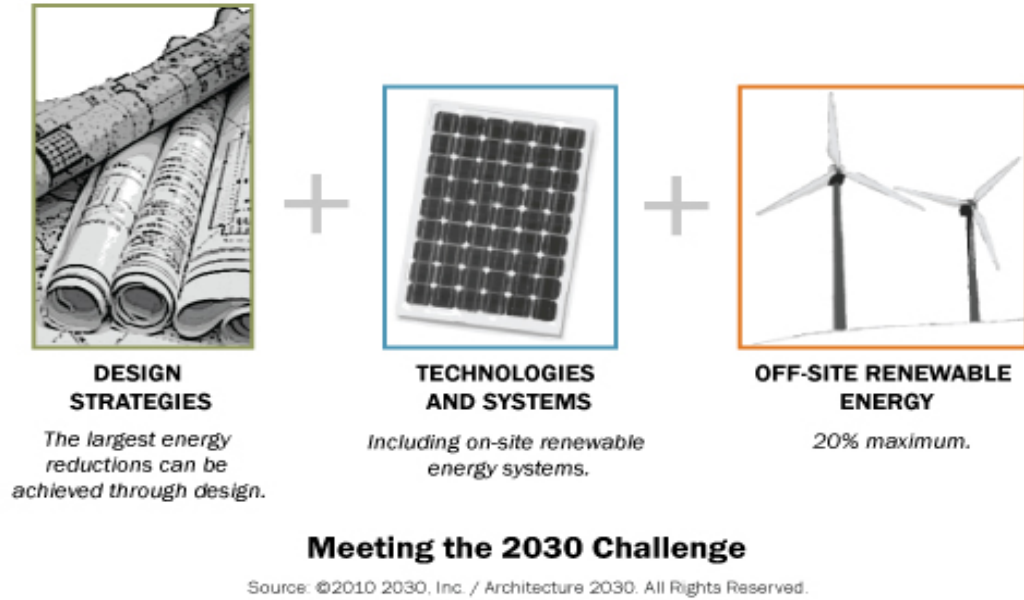 DESIGN
STRATEGIES
The largest energy
reductions can be
achieved through design.
TECHNOLOGIES
AND SYSTEMS
Including on-site renewable
energy systems.
OFF-SITE RENEWABLE
ENERGY
20% maximum.
Meeting the 2030 Challenge
Source: ©2010 2030, Inc. / Architecture 2030. All Rights Reserved.